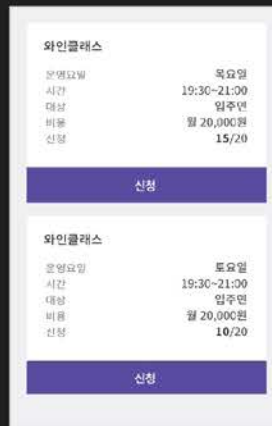 와인클래스
운영요일 목요일
시간 19:30~21:00
대상 입주민
비용 월 20,000원
신청 15/20
신청
와인클래스
운영요일 토요일
시간 19:30~21:00
대상 입주민
비용 월 20,000원
신청 10/20
신청